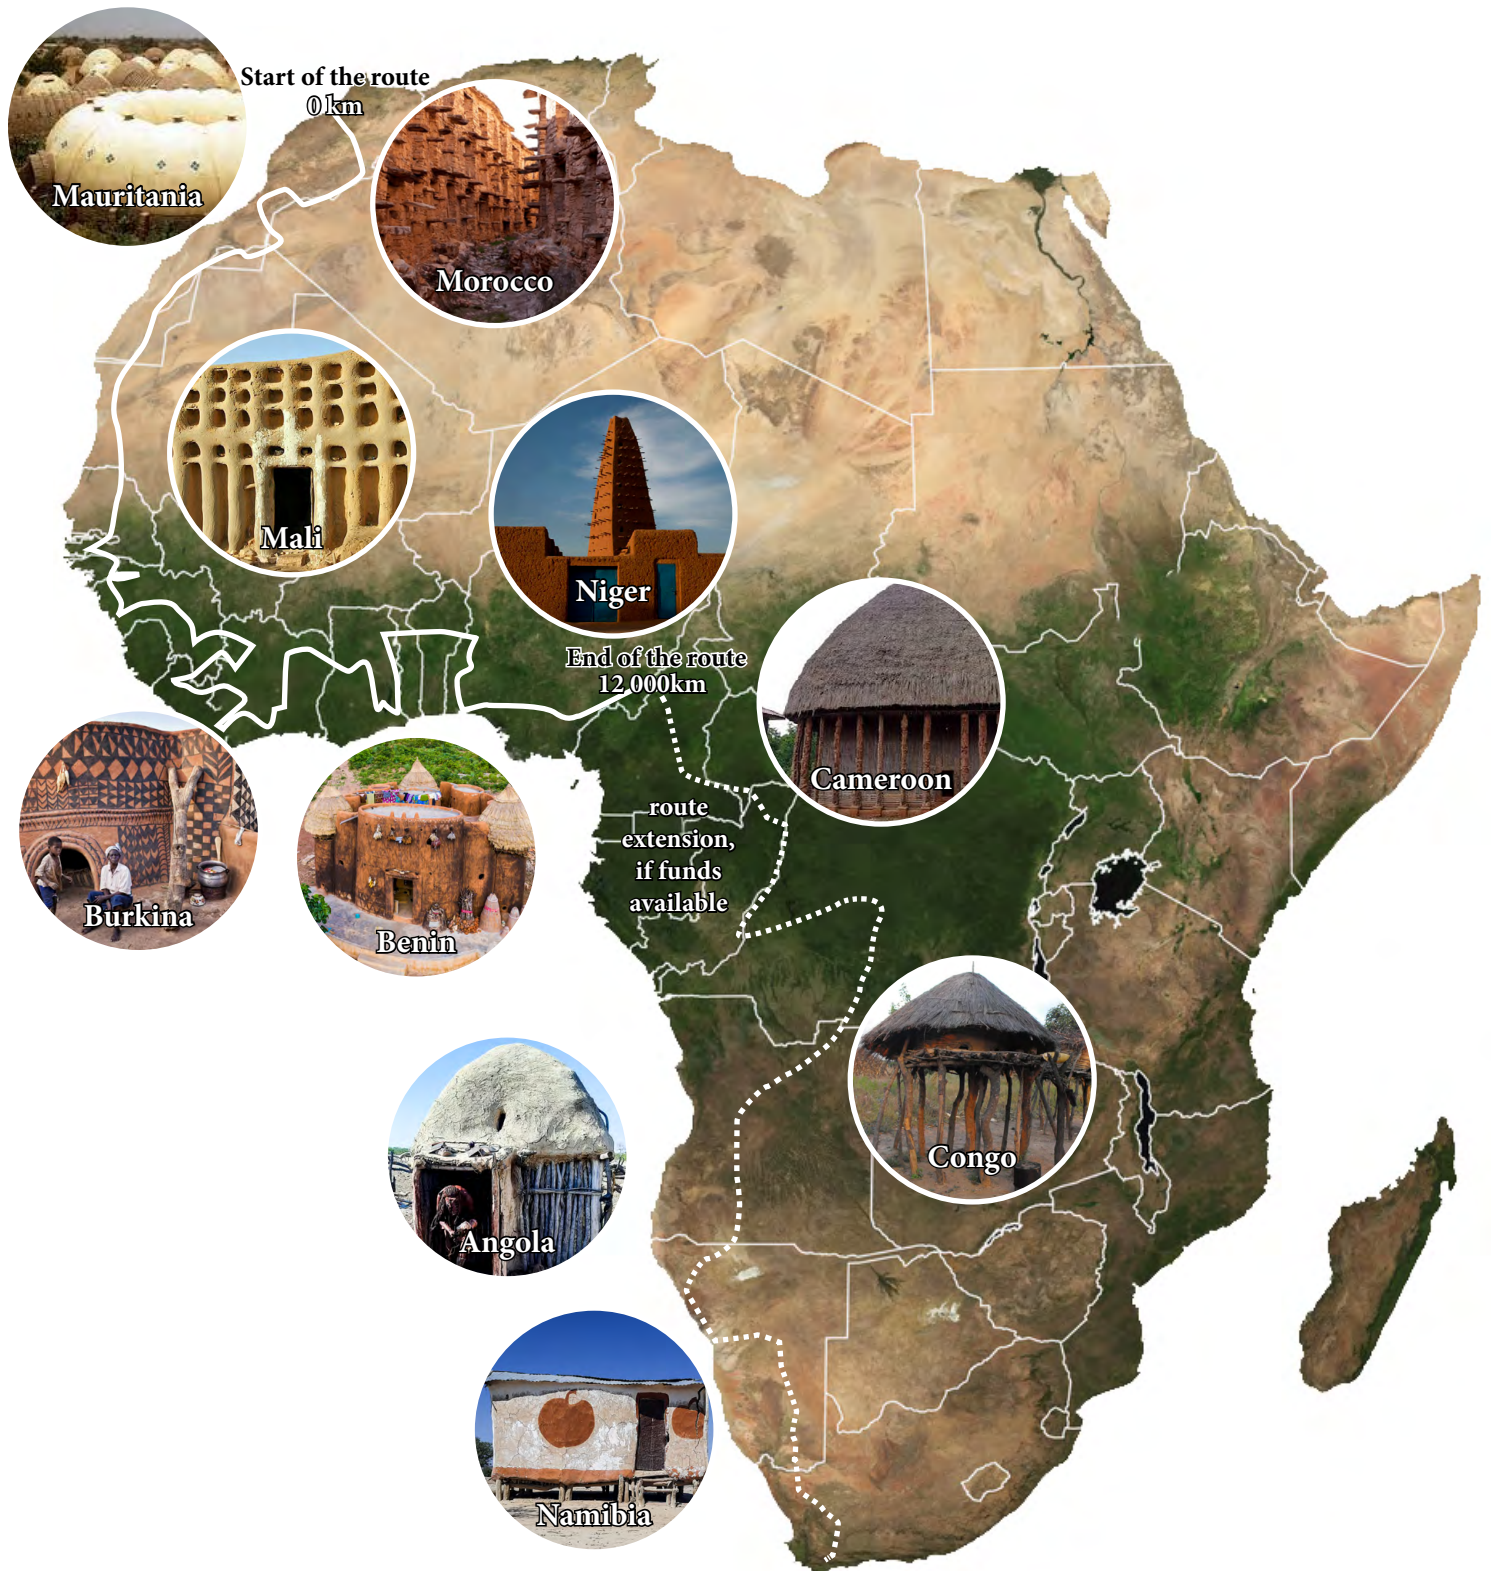 Start of the route
0 km
Mauritania
Morocco
Mali
Niger
End of the route
12 000km
Cameroon
route
extension,
if funds
available
Burkina
Benin
Congo
Angola
Namibia